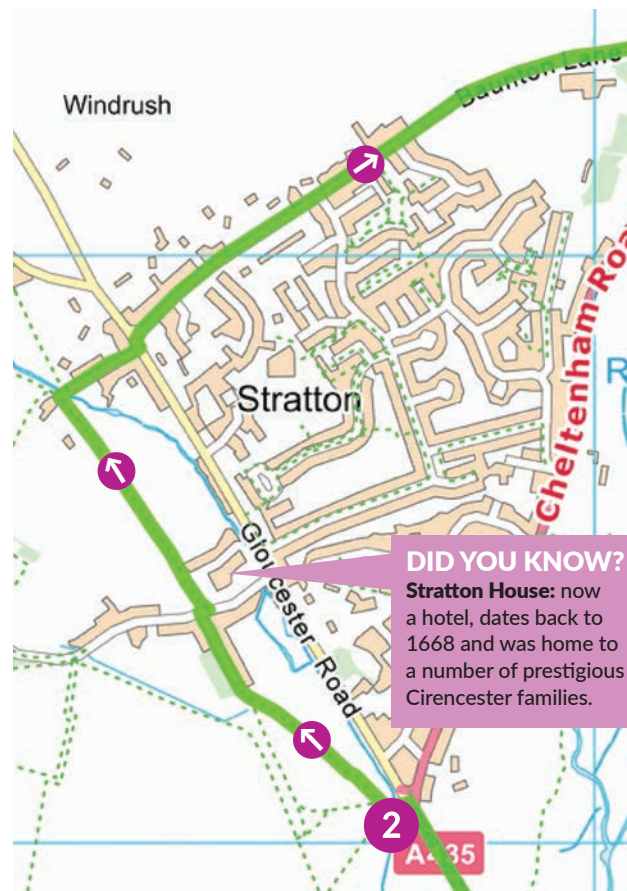 Baunton Lane
Windrush
Cheltenham Roa
R
Stratton
Gloucester Road
DID YOU KNOW?
Stratton House: now
a hotel, dates back to
1668 and was home to
a number of prestigious
Cirencester families.
2
A435